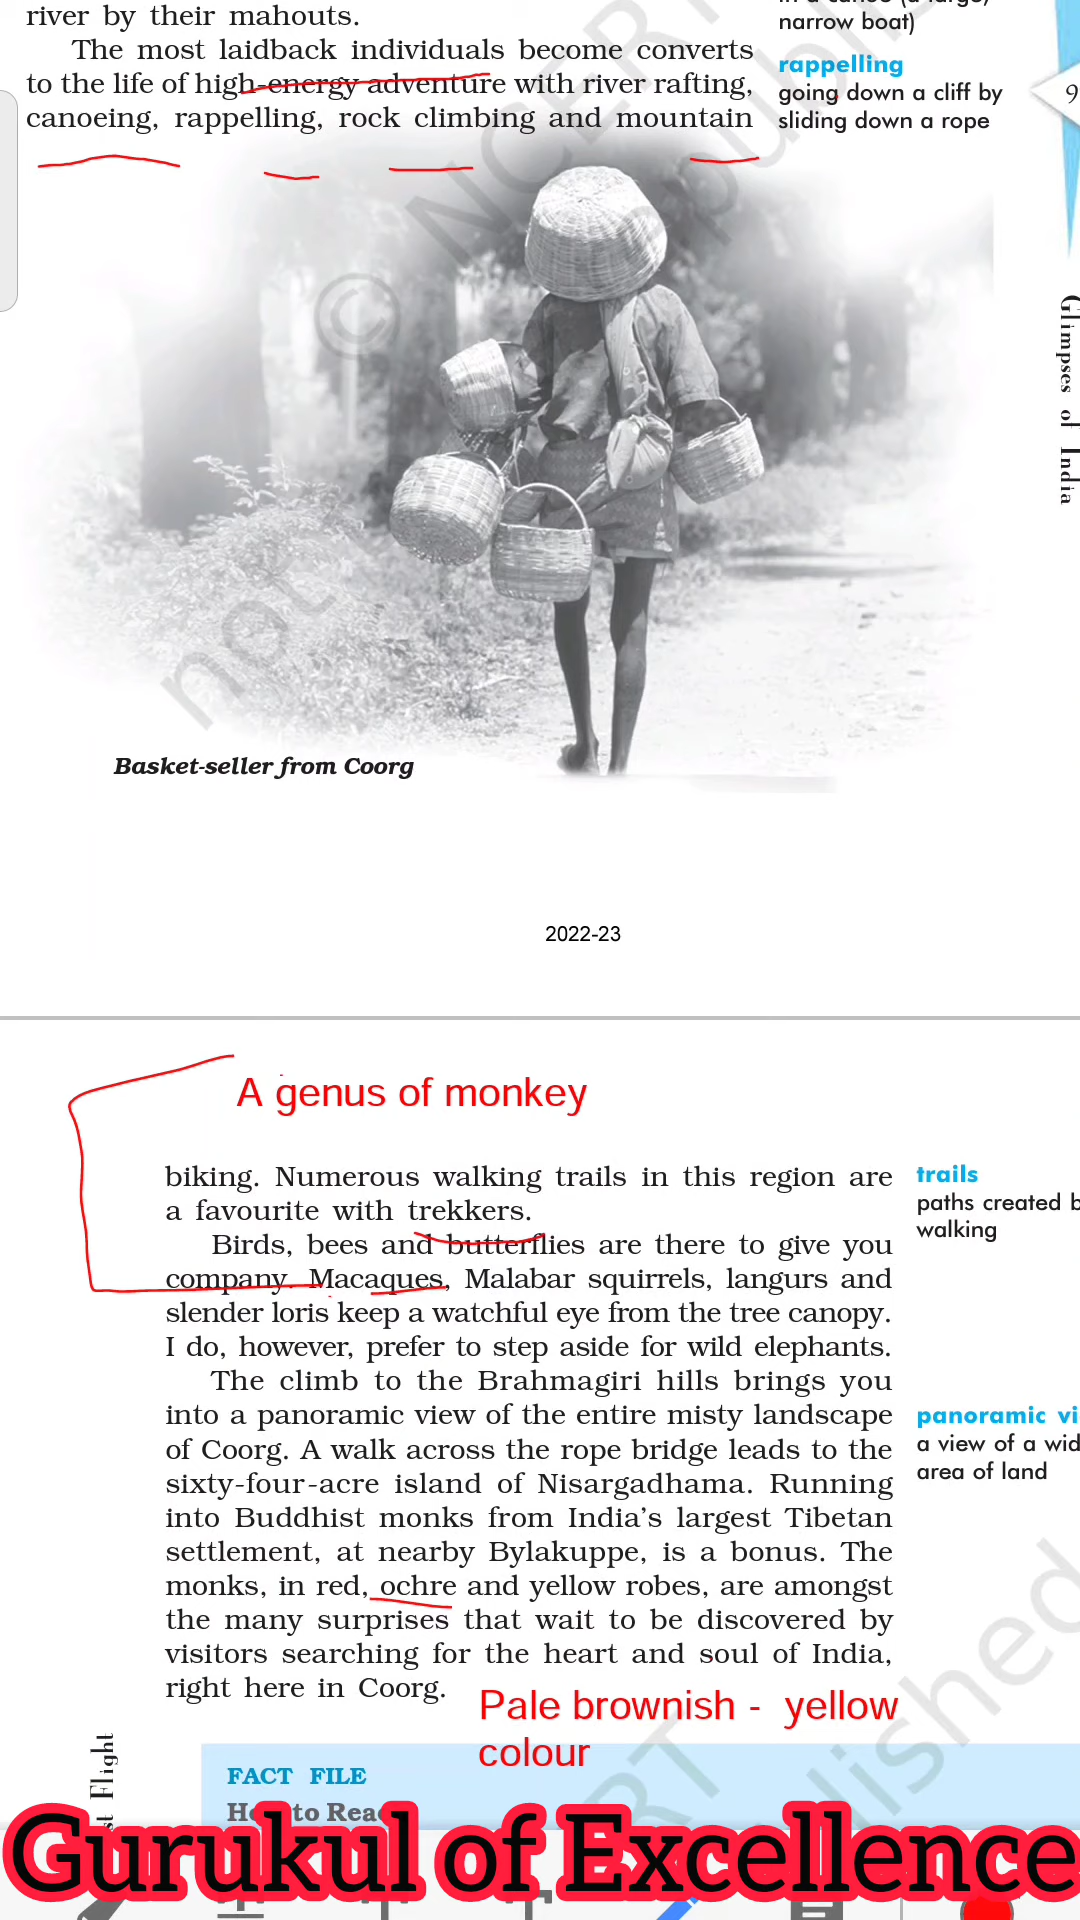 river by their mahouts.
The most laidback individuals become converts
to the life of high-energy adventure with river rafting,
canoeing, rappelling, rock climbing and mountain
narrow boat)
rappelling
going down a cliff by
sliding down a rope
9
Glimpses of India
© NCERT
not
Basket-seller from Coorg
2022-23
A genus of monkey
biking. Numerous walking trails in this region are
a favourite with trekkers.
Birds, bees and butterflies are there to give you
company. Macaques, Malabar squirrels, langurs and
slender loris keep a watchful eye from the tree canopy.
I do, however, prefer to step aside for wild elephants.
The climb to the Brahmagiri hills brings you
into a panoramic view of the entire misty landscape
of Coorg. A walk across the rope bridge leads to the
sixty-four-acre island of Nisargadhama. Running
into Buddhist monks from India's largest Tibetan
settlement, at nearby Bylakuppe, is a bonus. The
monks, in red, ochre and yellow robes, are amongst
the many surprises that wait to be discovered by
visitors searching for the heart and soul of India,
right here in Coorg.
trails
paths created b
walking
panoramic vi
a view of a wid
area of land
Pale brownish - yellow
colour
Flight
FACT FILE
to Reac
Gurukul of Excellence